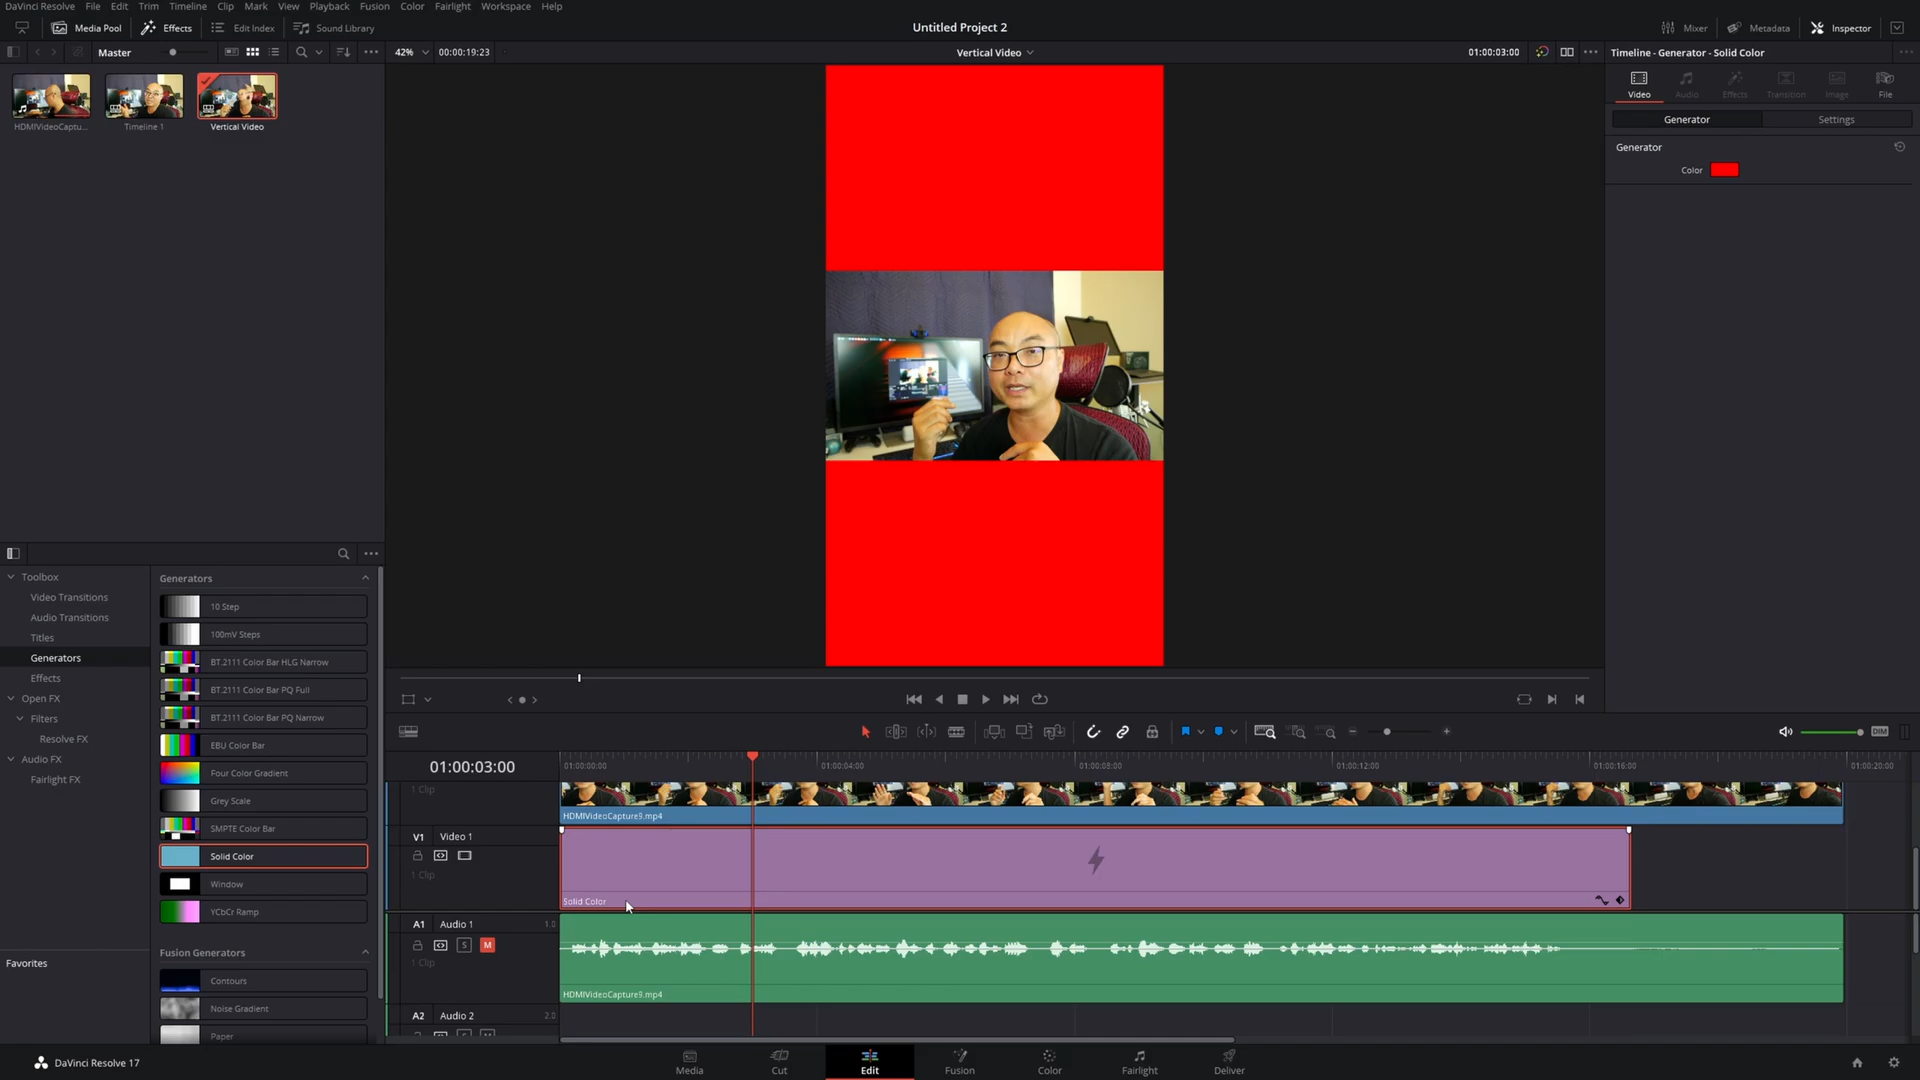 DaVinci Resolve File Edit Trim Timeline Clip Mark View Playback Fusion Color Fairlight Workspace Help
Media Pool Effects Edit Index Sound Library
Untitled Project 2
Mixer Metadata Inspector
Master
42% 00:00:19:23
Vertical Video
01:00:03:00
Timeline - Generator - Solid Color
Video Audio Effects Transition Image File
Generator Settings
Generator
Color
HDMIVideoCaptu...
Timeline 1
Vertical Video
Toolbox
Video Transitions
Audio Transitions
Titles
Generators
Effects
Open FX
Filters
Resolve FX
Audio FX
Fairlight FX
Favorites
Generators
10 Step
100mV Steps
BT.2111 Color Bar HLG Narrow
BT.2111 Color Bar PQ Full
BT.2111 Color Bar PQ Narrow
EBU Color Bar
Four Color Gradient
Grey Scale
SMPTE Color Bar
Solid Color
Window
YCbCr Ramp
Fusion Generators
Contours
Noise Gradient
Paper
DIM
01:00:03:00
01:00:00:00 01:00:04:00 01:00:08:00 01:00:12:00 01:00:16:00 01:00:20:00
1 Clip
HDMIVideoCapture9.mp4
V1 Video 1
1 Clip
Solid Color
A1 Audio 1 1.0
S M
1 Clip
HDMIVideoCapture9.mp4
A2 Audio 2 2.0
S M
DaVinci Resolve 17
Media Cut Edit Fusion Color Fairlight Deliver